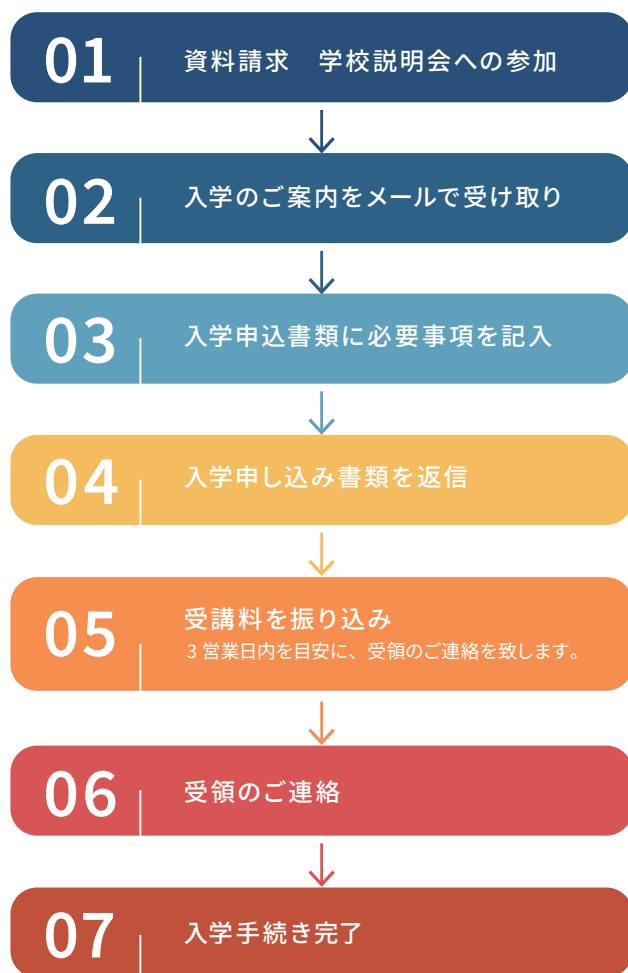 01
資料請求　学校説明会への参加
02
入学のご案内をメールで受け取り
03
入学申込書類に必要事項を記入
04
入学申し込み書類を返信
05
受講料を振り込み
3 営業日内を目安に、受領のご連絡を致します。
06
受領のご連絡
07
入学手続き完了